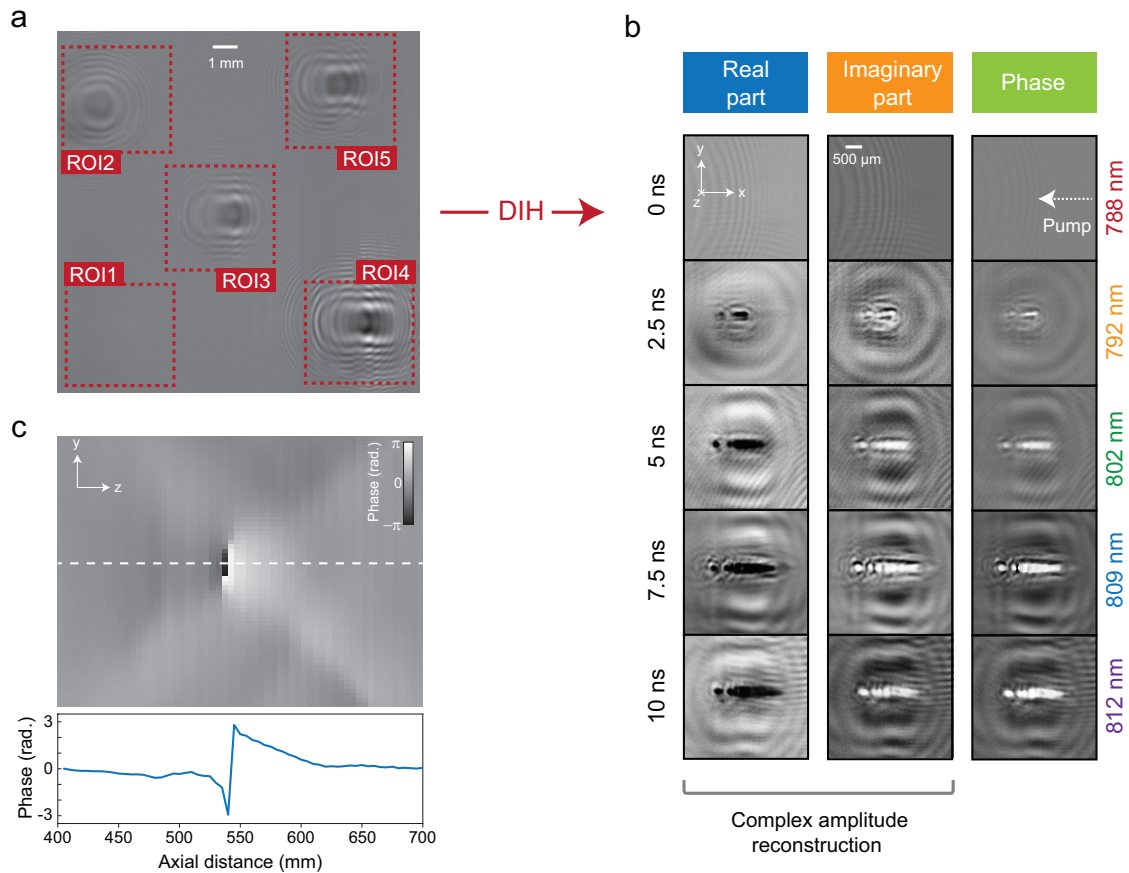 a
1 mm
ROI2
ROI5
ROI3
ROI1
ROI4
DIH
b
Real
part
Imaginary
part
Phase
0 ns
y
z
x
500 µm
Pump
788 nm
2.5 ns
792 nm
5 ns
802 nm
7.5 ns
809 nm
10 ns
812 nm
Complex amplitude
reconstruction
c
y
z
Phase (rad.)
π
0
−π
Phase (rad.)
3
0
-3
400
450
500
550
600
650
700
Axial distance (mm)